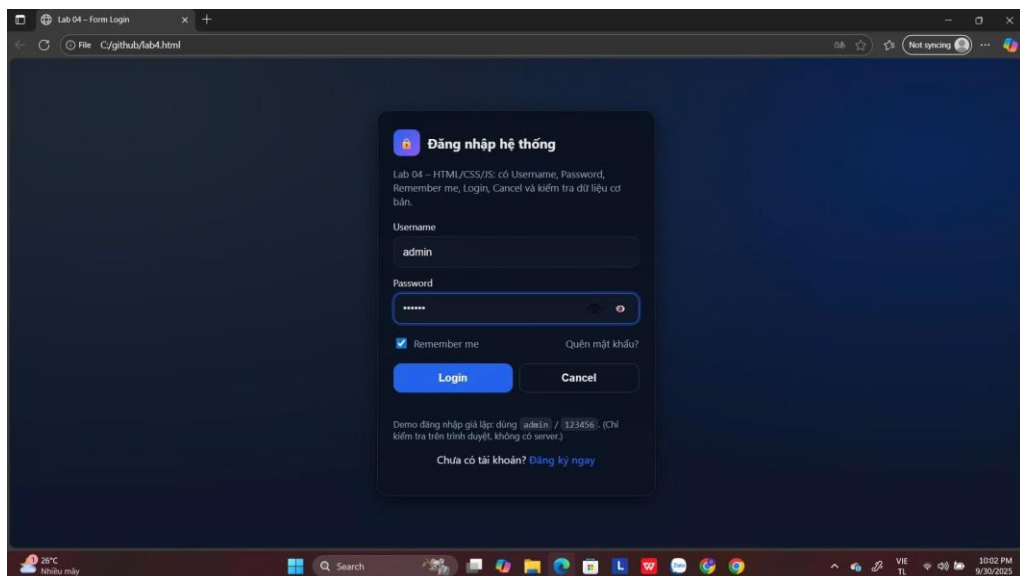 Lab 04 – Form Login
File C:/github/lab4.html
Not syncing
Đăng nhập hệ thống
Lab 04 – HTML/CSS/JS: có Username, Password,
Remember me, Login, Cancel và kiểm tra dữ liệu cơ
bản.
Username
admin
Password
Remember me Quên mật khẩu?
Login Cancel
Demo đăng nhập giả lập: dùng admin / 123456 . (Chỉ
kiểm tra trên trình duyệt, không có server.)
Chưa có tài khoản? Đăng ký ngay
1
26°C
Nhiều mây
Search
L
W
Zalo
VIE
TL
10:02 PM
9/30/2025